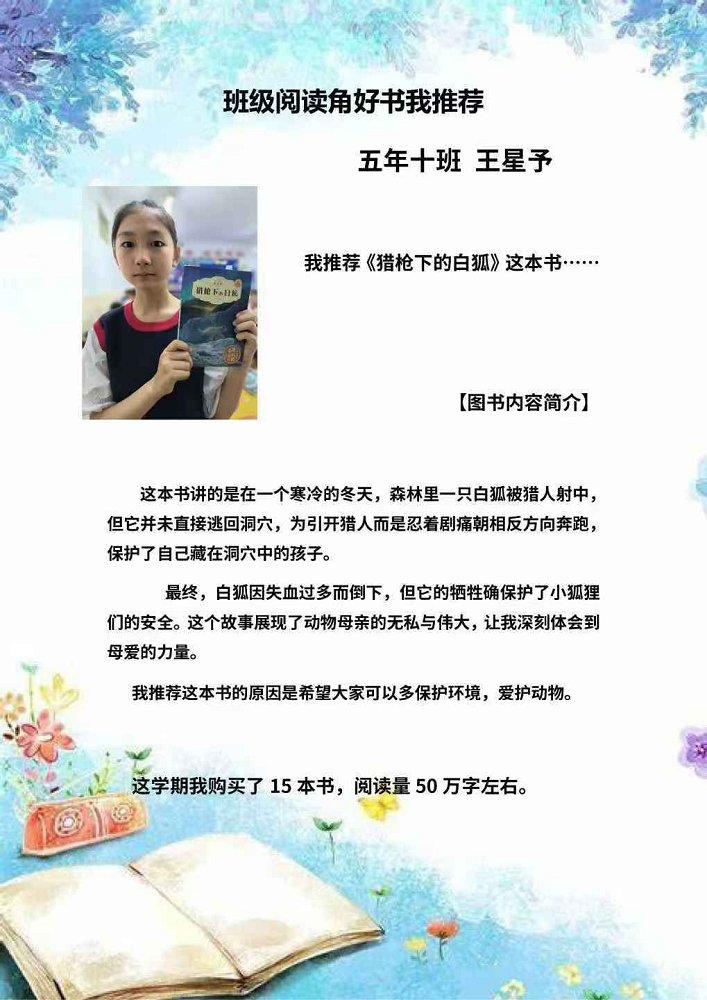 班级阅读角好书我推荐
五年十班 王星予
我推荐《猎枪下的白狐》这本书……
猎枪下的白狐
【图书内容简介】
这本书讲的是在一个寒冷的冬天，森林里一只白狐被猎人射中，
但它并未直接逃回洞穴，为引开猎人而是忍着剧痛朝相反方向奔跑，
保护了自己藏在洞穴中的孩子。
最终，白狐因失血过多而倒下，但它的牺牲确保护了小狐狸
们的安全。这个故事展现了动物母亲的无私与伟大，让我深刻体会到
母爱的力量。
我推荐这本书的原因是希望大家可以多保护环境，爱护动物。
这学期我购买了 15 本书，阅读量 50 万字左右。